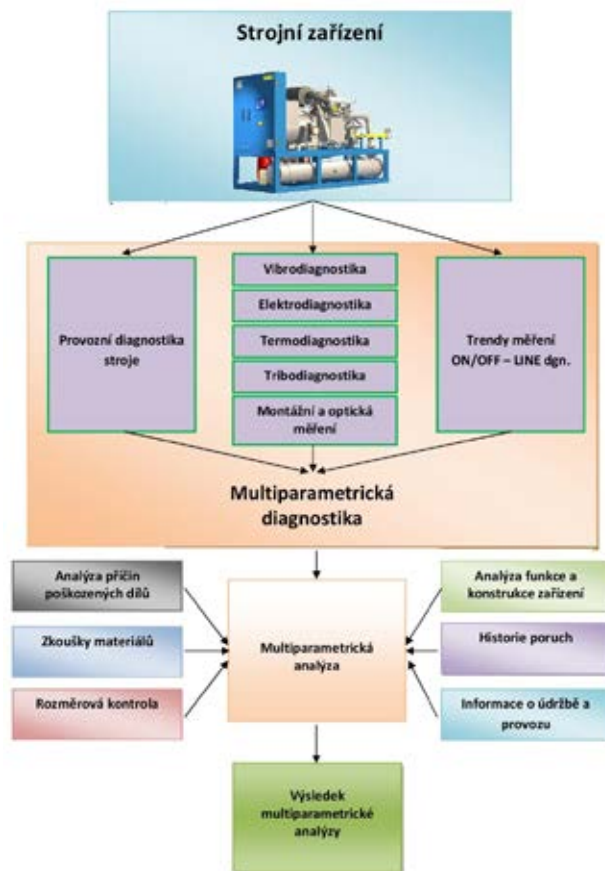 Strojní zařízení
Provozní diagnostika
stroje
Vibrodiagnostika
Elektrodiagnostika
Termodiagnostika
Tribodiagnostika
Montážní a optická
měření
Trendy měření
ON/OFF – LINE dgn.
Multiparametrická
diagnostika
Analýza příčin
poškozených dílů
Zkoušky materiálů
Rozměrová kontrola
Multiparametrická
analýza
Analýza funkce a
konstrukce zařízení
Historie poruch
Informace o údržbě a
provozu
Výsledek
multiparametrické
analýzy